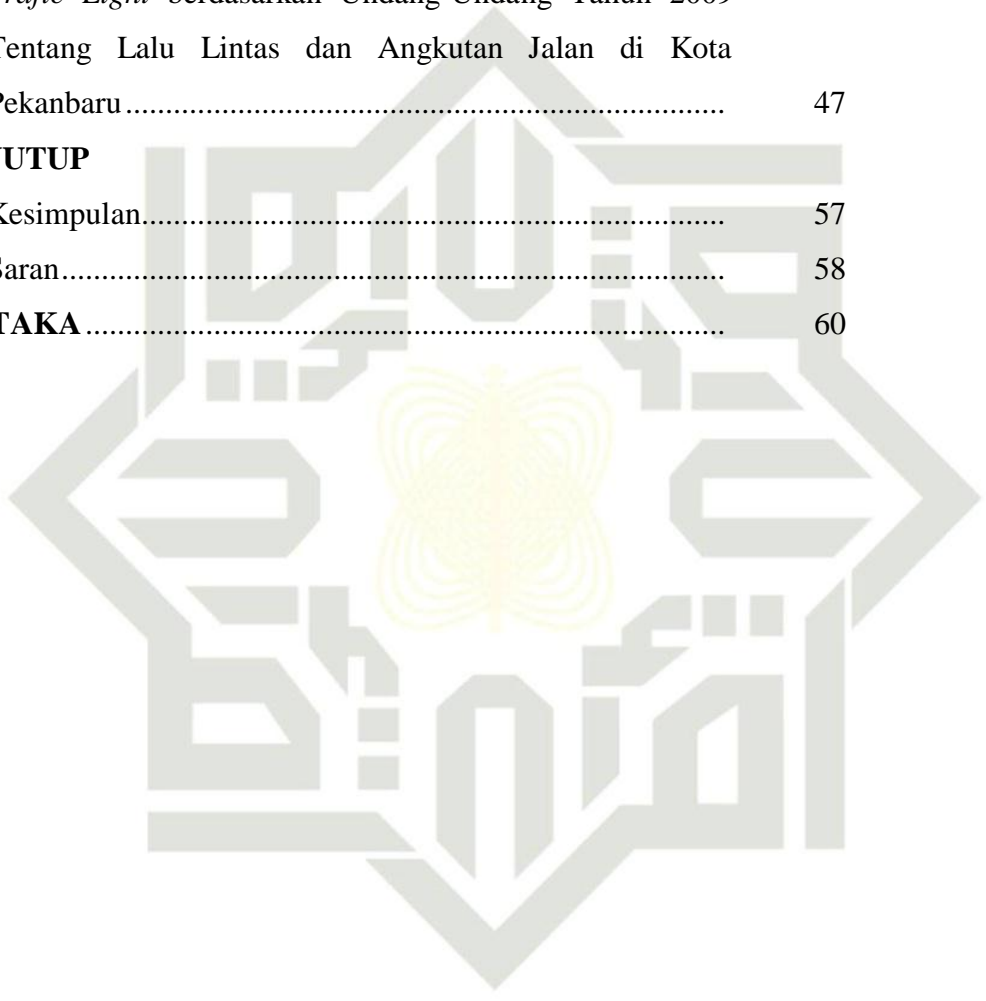 rafic Light berdasarkan Undang-Undang Tahun 2009
Tentang Lalu Lintas dan Angkutan Jalan di Kota
Pekanbaru.................................................................... 47
UTUP
Kesimpulan.................................................................. 57
Saran........................................................................... 58
TAKA ........................................................................ 60